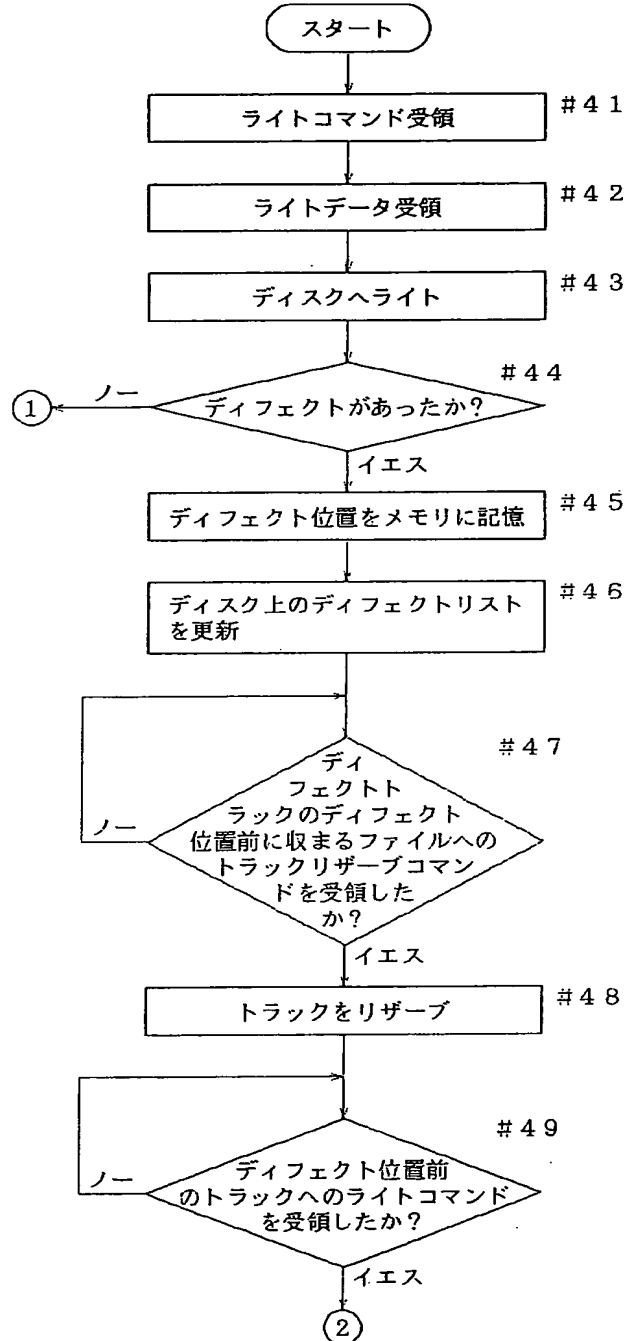 スタート
ライトコマンド受領
#41
ライトデータ受領
#42
ディスクへライト
#43
#44
①
ノー
ディフェクトがあったか?
イエス
ディフェクト位置をメモリに記憶
#45
ディスク上のディフェクトリスト
を更新
#46
#47
ディ
フェクトト
ラックのディフェクト
位置前に収まるファイルへの
トラックリザーブコマン
ドを受領した
か?
ノー
イエス
トラックをリザーブ
#48
#49
ノー
ディフェクト位置前
のトラックへのライトコマンド
を受領したか?
イエス
②